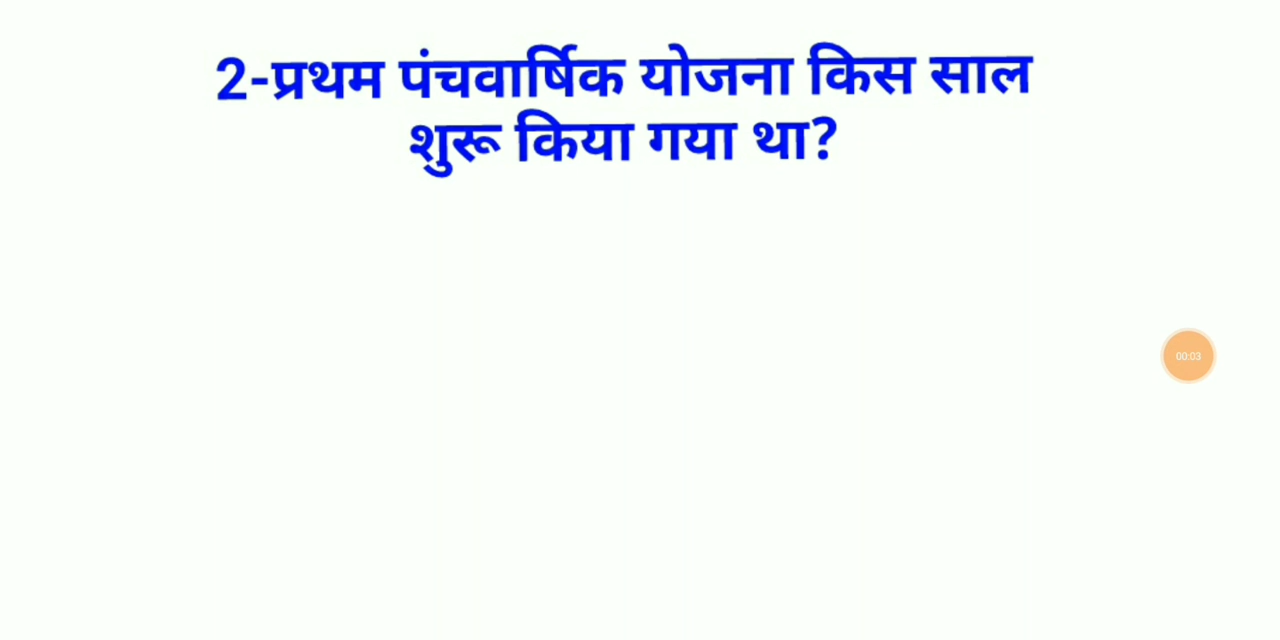 2-प्रथम पंचवार्षिक योजना किस साल
शुरू किया गया था?
00:03